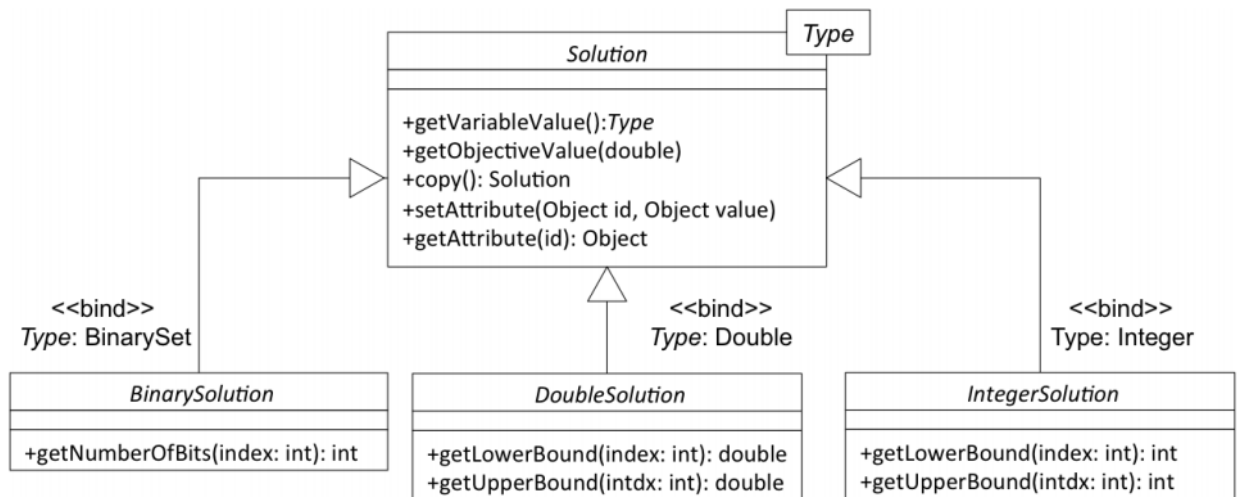 Type
Solution
+getVariableValue():Type
+getObjectiveValue(double)
+copy(): Solution
+setAttribute(Object id, Object value)
+getAttribute(id): Object
<<bind>>
Type: BinarySet
<<bind>>
Type: Double
<<bind>>
Type: Integer
BinarySolution
+getNumberOfBits(index: int): int
DoubleSolution
+getLowerBound(index: int): double
+getUpperBound(intdx: int): double
IntegerSolution
+getLowerBound(index: int): int
+getUpperBound(intdx: int): int